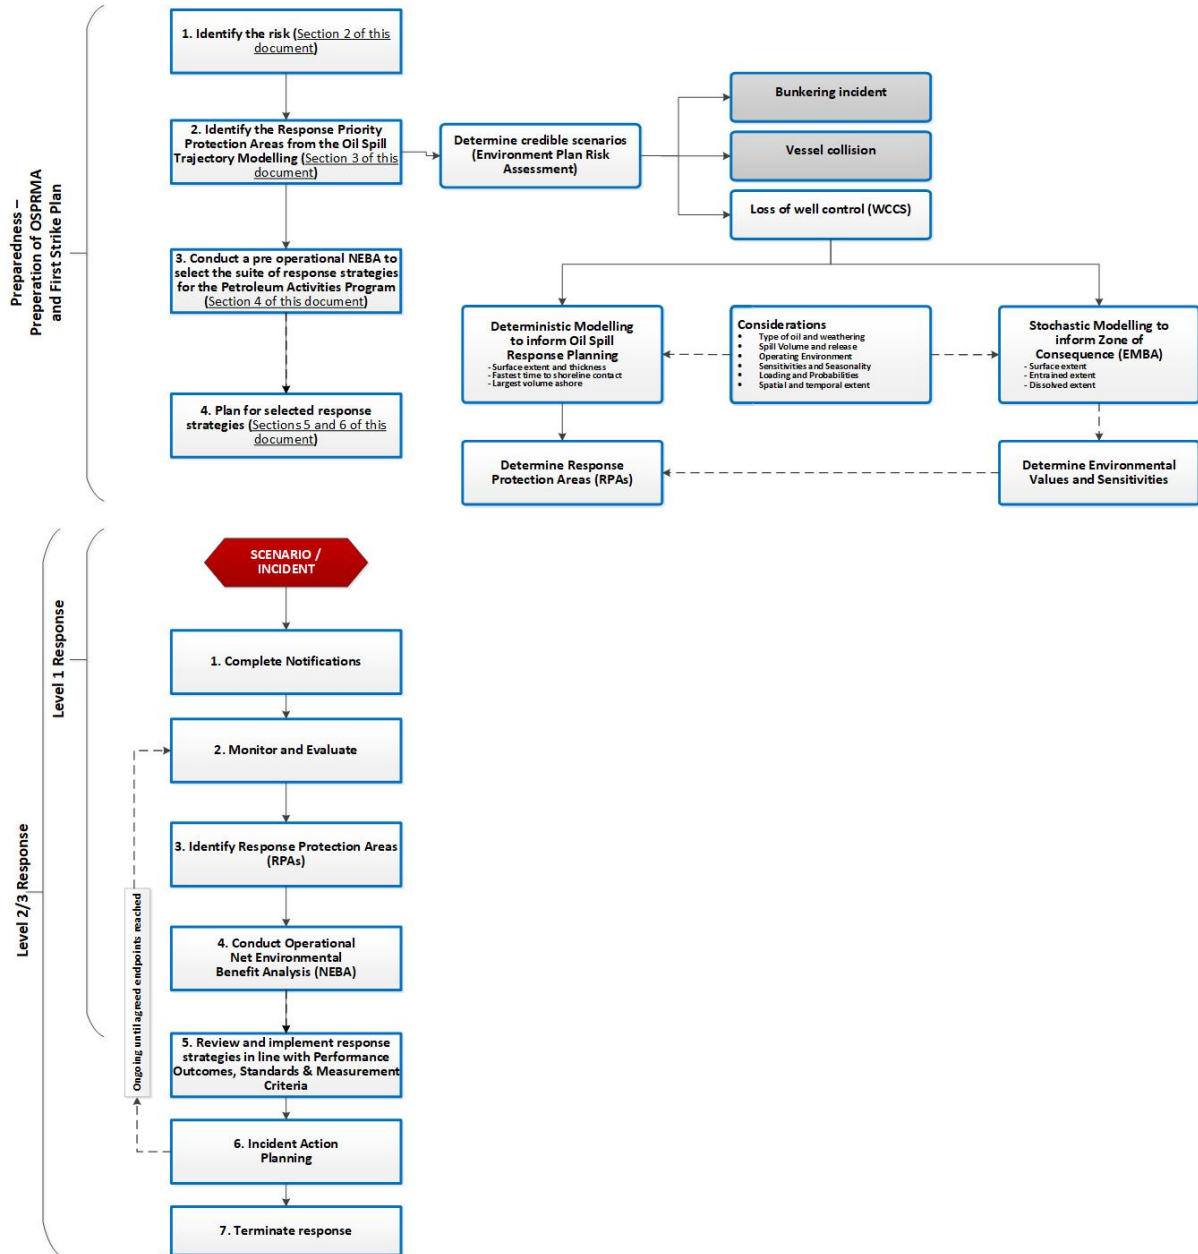 Preparedness –
Preperation of OSPRMA
and First Strike Plan
1. Identify the risk (Section 2 of this
document)
2. Identify the Response Priority
Protection Areas from the Oil Spill
Trajectory Modelling (Section 3 of this
document)
3. Conduct a pre operational NEBA to
select the suite of response strategies
for the Petroleum Activities Program
(Section 4 of this document)
4. Plan for selected response
strategies (Sections 5 and 6 of this
document)
Determine credible scenarios
(Environment Plan Risk
Assessment)
Bunkering incident
Vessel collision
Loss of well control (WCCS)
Deterministic Modelling
to inform Oil Spill
Response Planning
- Surface extent and thickness
- Fastest time to shoreline contact
- Largest volume ashore
Considerations
• Type of oil and weathering
• Spill Volume and release
• Operating Environment
• Sensitivities and Seasonality
• Loading and Probabilities
• Spatial and temporal extent
Stochastic Modelling to
inform Zone of
Consequence (EMBA)
- Surface extent
- Entrained extent
- Dissolved extent
Determine Response
Protection Areas (RPAs)
Determine Environmental
Values and Sensitivities
Level 2/3 Response
Level 1 Response
SCENARIO /
INCIDENT
1. Complete Notifications
2. Monitor and Evaluate
3. Identify Response Protection Areas
(RPAs)
4. Conduct Operational
Net Environmental
Benefit Analysis (NEBA)
5. Review and implement response
strategies in line with Performance
Outcomes, Standards & Measurement
Criteria
6. Incident Action
Planning
7. Terminate response
Ongoing until agreed endpoints reached